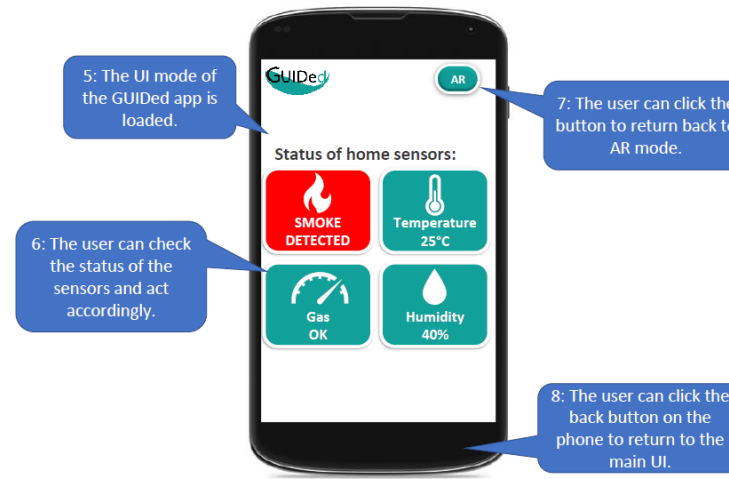 5: The UI mode of
the GUIDed app is
loaded.
GUIDed
AR
7: The user can click the
button to return back to
AR mode.
Status of home sensors:
SMOKE
DETECTED
Temperature
25°C
6: The user can check
the status of the
sensors and act
accordingly.
Gas
OK
Humidity
40%
8: The user can click the
back button on the
phone to return to the
main UI.